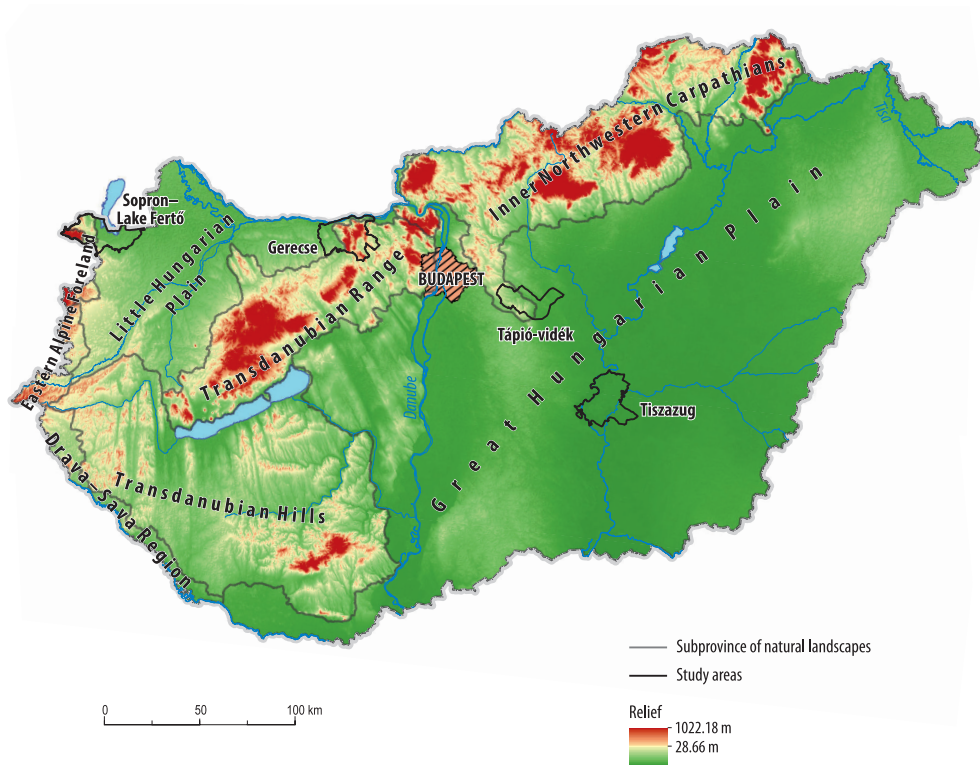 Inner Northwestern Carpathians
Tisa
Sopron–
Lake Fertő
Gerecse
BUDAPEST
Little Hungarian
Plain
Eastern Alpine Foreland
Transdanubian Range
Tápió-vidék
Great Hungarian Plain
Danube
Tiszazug
Drava–Sava Region
Transdanubian Hills
Subprovince of natural landscapes
Study areas
0 50 100 km
Relief
1022.18 m
28.66 m